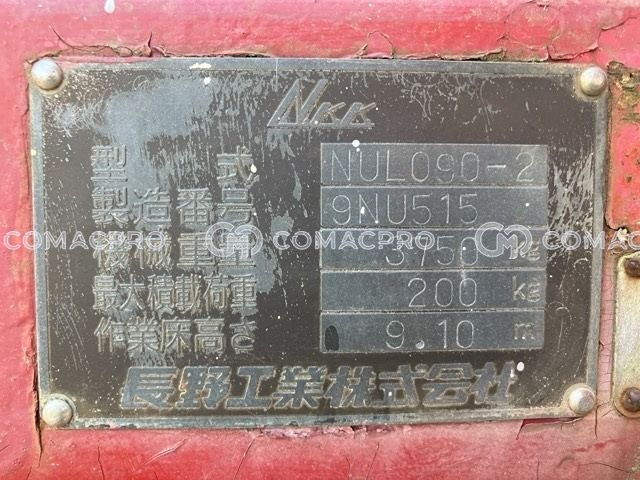 NKK
型式 NUL090-2
製造番号 9NU515
機械重量 3750 kg
COMACPRO COMACPRO COMACPRO
最大積載荷重 200 kg
作業床高さ 9.10 m
長野工業株式会社